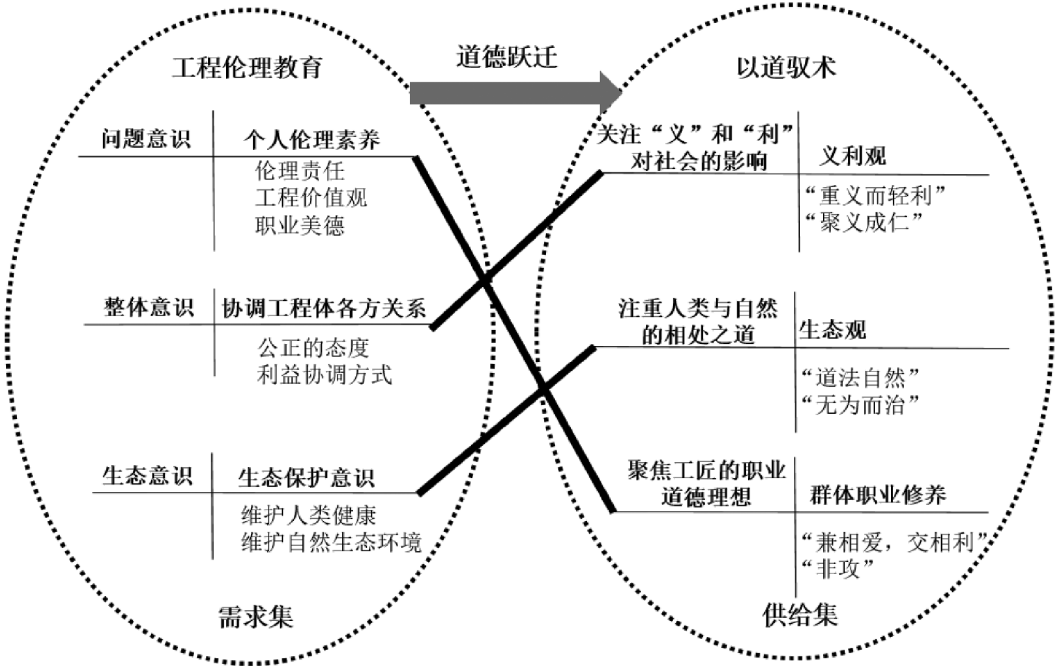 工程伦理教育
问题意识
个人伦理素养
伦理责任
工程价值观
职业美德
整体意识
协调工程体各方关系
公正的态度
利益协调方式
生态意识
生态保护意识
维护人类健康
维护自然生态环境
需求集
道德跃迁
以道驭术
关注“义”和“利”
对社会的影响
义利观
“重义而轻利”
“聚义成仁”
注重人类与自然
的相处之道
生态观
“道法自然”
“无为而治”
聚焦工匠的职业
道德理想
群体职业修养
“兼相爱，交相利”
“非攻”
供给集